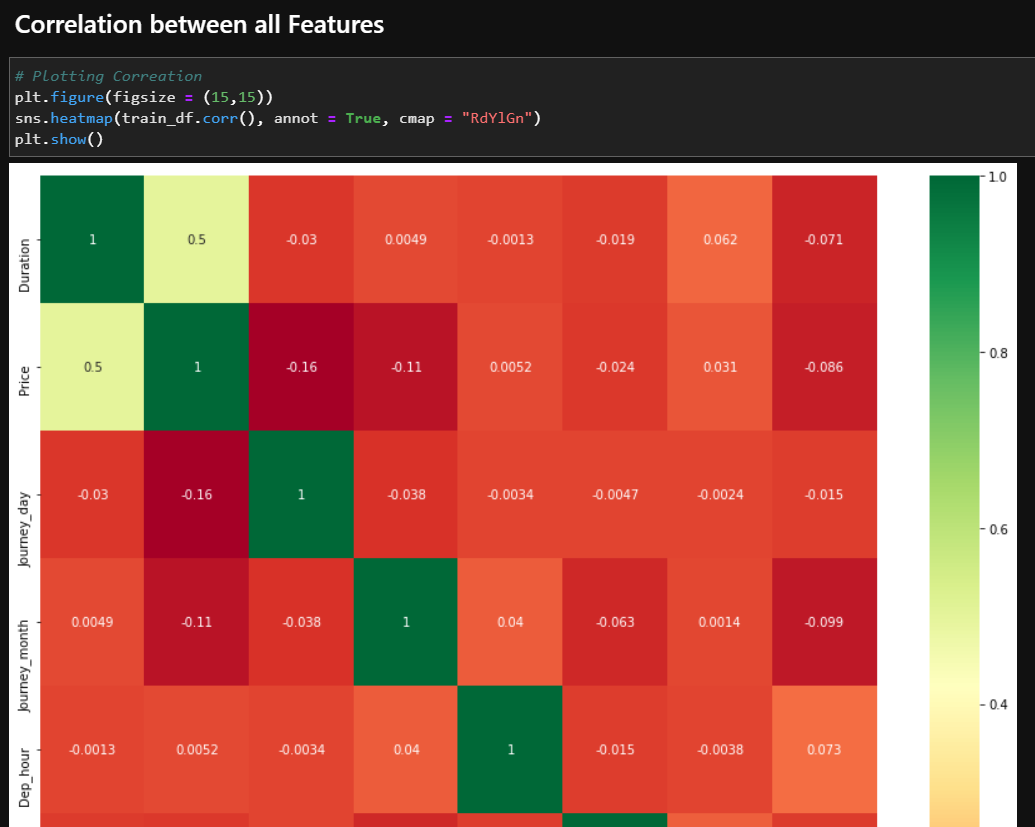 Correlation between all Features
# Plotting Correation
plt.figure(figsize = (15,15))
sns.heatmap(train_df.corr(), annot = True, cmap = "RdYlGn")
plt.show()
Duration 1 0.5 -0.03 0.0049 -0.0013 -0.019 0.062 -0.071
Price 0.5 1 -0.16 -0.11 0.0052 -0.024 0.031 -0.086
Journey_day -0.03 -0.16 1 -0.038 -0.0034 -0.0047 -0.0024 -0.015
Journey_month 0.0049 -0.11 -0.038 1 0.04 -0.063 0.0014 -0.099
Dep_hour -0.0013 0.0052 -0.0034 0.04 1 -0.015 -0.0038 0.073
1.0
0.8
0.6
0.4